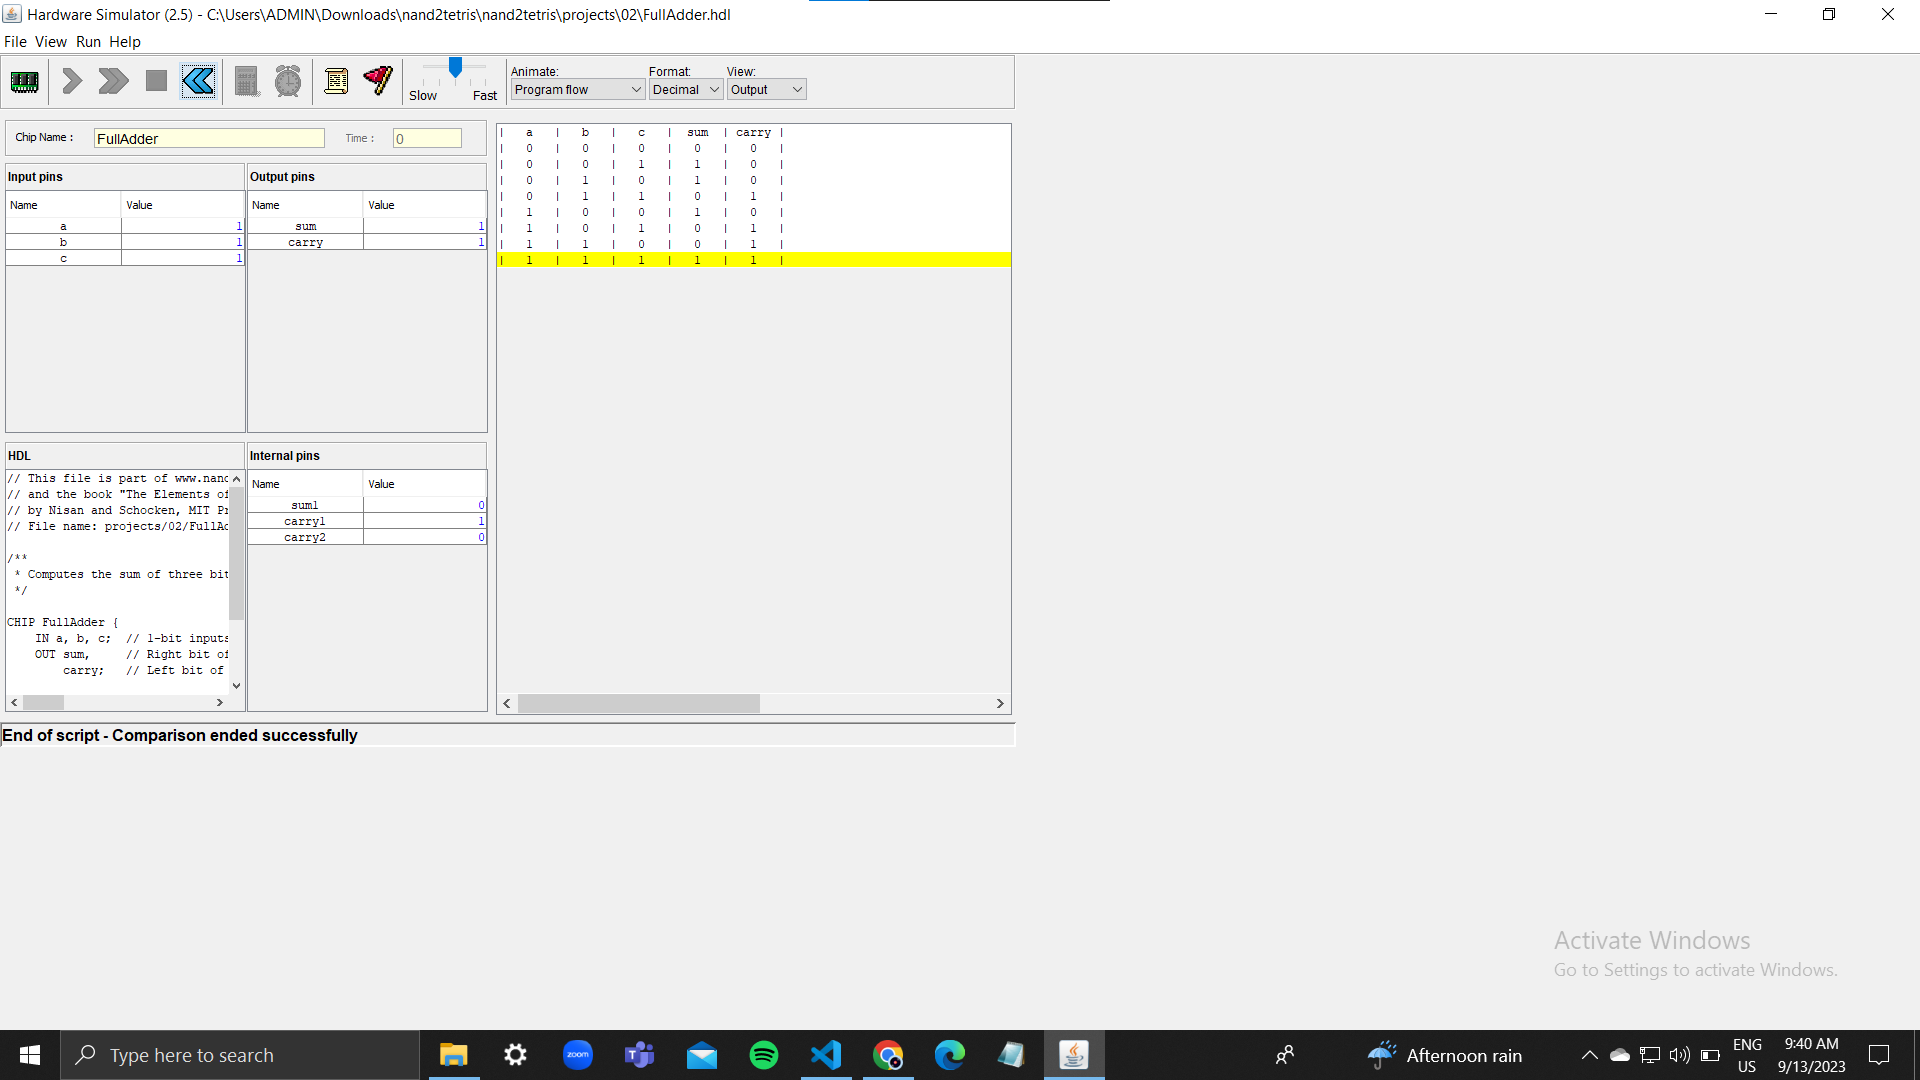 Hardware Simulator (2.5) - C:\Users\ADMIN\Downloads\nand2tetris\nand2tetris\projects\02\FullAdder.hdl
File View Run Help
Slow Fast
Animate: Format: View:
Program flow Decimal Output
Chip Name : FullAdder Time : 0
Input pins
Name Value
a 1
b 1
c 1
Output pins
Name Value
sum 1
carry 1
HDL
// This file is part of www.nand
// and the book "The Elements of
// by Nisan and Schocken, MIT Pr
// File name: projects/02/FullAd
/**
* Computes the sum of three bit
*/
CHIP FullAdder {
IN a, b, c; // 1-bit inputs
OUT sum, // Right bit of
carry; // Left bit of
Internal pins
Name Value
sum1 0
carry1 1
carry2 0
| a | b | c | sum | carry |
| 0 | 0 | 0 | 0 | 0 |
| 0 | 0 | 1 | 1 | 0 |
| 0 | 1 | 0 | 1 | 0 |
| 0 | 1 | 1 | 0 | 1 |
| 1 | 0 | 0 | 1 | 0 |
| 1 | 0 | 1 | 0 | 1 |
| 1 | 1 | 0 | 0 | 1 |
| 1 | 1 | 1 | 1 | 1 |
End of script - Comparison ended successfully
Activate Windows
Go to Settings to activate Windows.
Type here to search
zoom
Afternoon rain
ENG
US
9:40 AM
9/13/2023